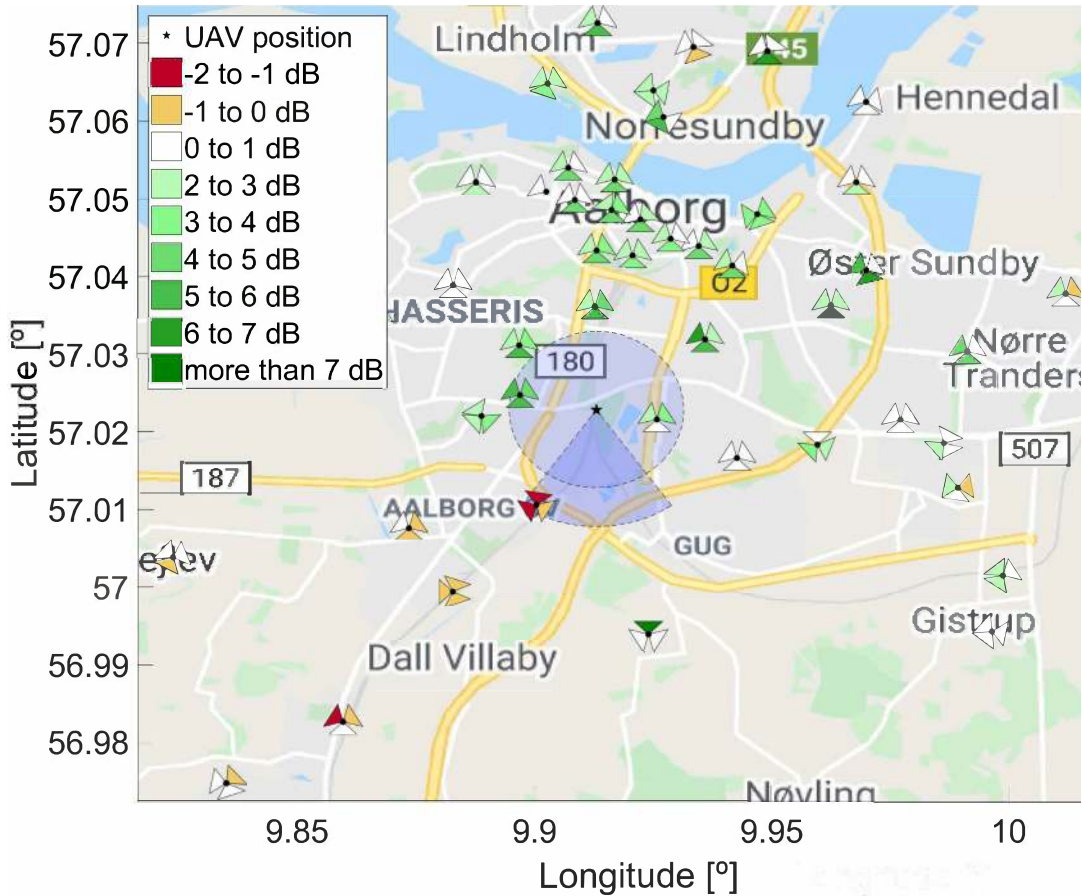 57.07
57.06
57.05
57.04
57.03
57.02
57.01
57
56.99
56.98
Latitude [º]
UAV position
-2 to -1 dB
-1 to 0 dB
0 to 1 dB
2 to 3 dB
3 to 4 dB
4 to 5 dB
5 to 6 dB
6 to 7 dB
more than 7 dB
Lindholm
45
Hennedal
Nørresundby
Aalborg
Øster Sundby
HASSERIS
180
Nørre
Tranders
187
507
AALBORG
GUG
ejlev
Gistrup
Dall Villaby
Nøvling
9.85
9.9
9.95
10
Longitude [º]